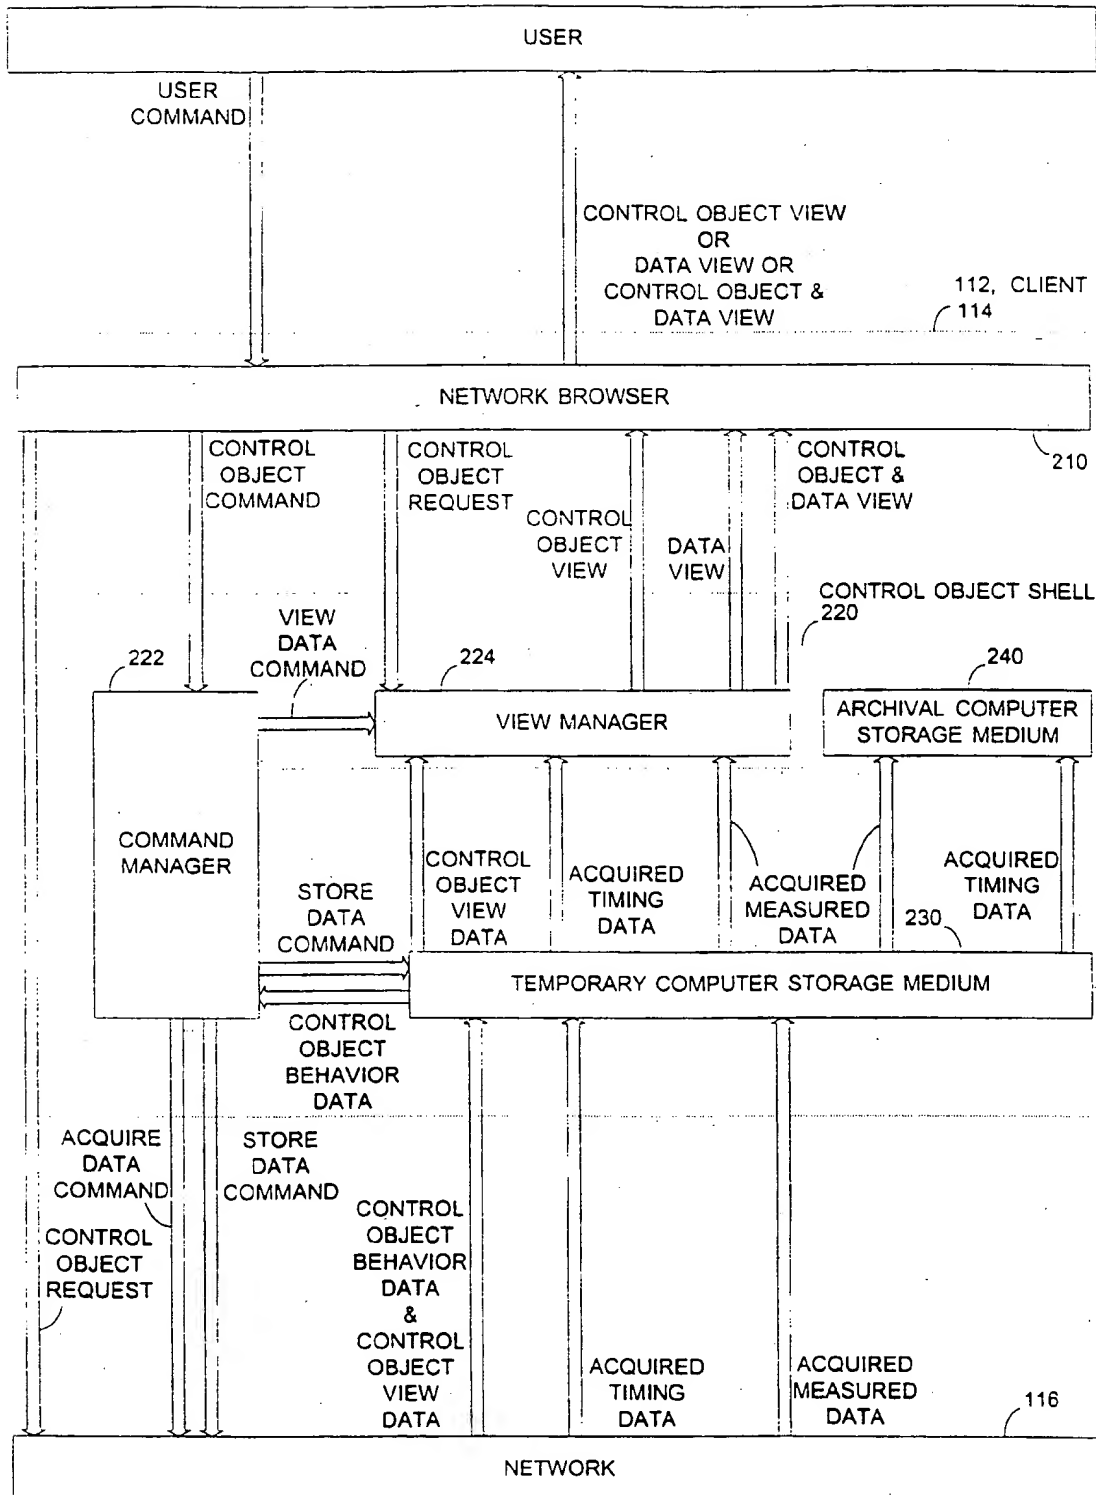 USER
USER
COMMAND
CONTROL OBJECT VIEW
OR
DATA VIEW OR
CONTROL OBJECT &
DATA VIEW
112, CLIENT
114
NETWORK BROWSER
210
CONTROL
OBJECT
COMMAND
CONTROL
OBJECT
REQUEST
CONTROL
OBJECT
VIEW
DATA
VIEW
CONTROL
OBJECT &
DATA VIEW
CONTROL OBJECT SHELL
220
VIEW
DATA
COMMAND
222
224
240
VIEW MANAGER
ARCHIVAL COMPUTER
STORAGE MEDIUM
COMMAND
MANAGER
STORE
DATA
COMMAND
CONTROL
OBJECT
VIEW
DATA
ACQUIRED
TIMING
DATA
ACQUIRED
MEASURED
DATA
ACQUIRED
TIMING
DATA
230
TEMPORARY COMPUTER STORAGE MEDIUM
CONTROL
OBJECT
BEHAVIOR
DATA
ACQUIRE
DATA
COMMAND
STORE
DATA
COMMAND
CONTROL
OBJECT
REQUEST
CONTROL
OBJECT
BEHAVIOR
DATA
&
CONTROL
OBJECT
VIEW
DATA
ACQUIRED
TIMING
DATA
ACQUIRED
MEASURED
DATA
116
NETWORK